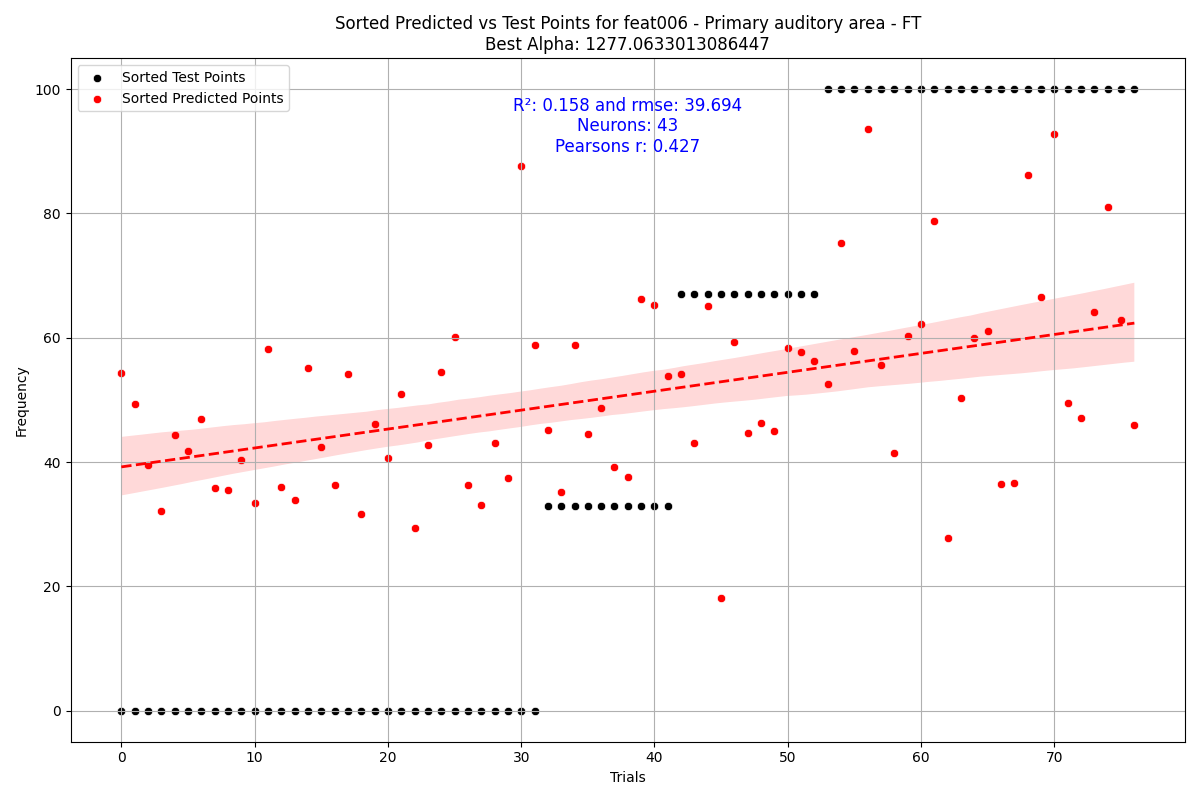 Sorted Predicted vs Test Points for feat006 - Primary auditory area - FT
Best Alpha: 1277.0633013086447
Sorted Test Points
Sorted Predicted Points
R²: 0.158 and rmse: 39.694
Neurons: 43
Pearsons r: 0.427
Frequency
100
80
60
40
20
0
0 10 20 30 40 50 60 70
Trials